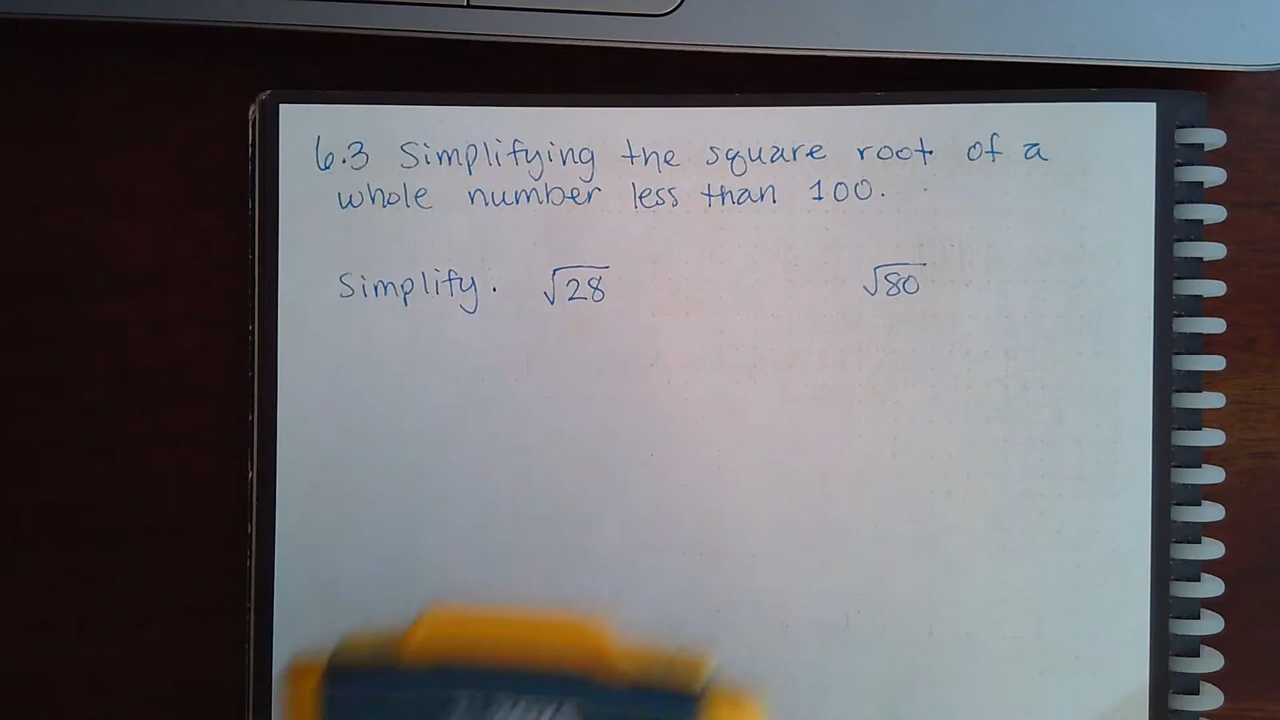 6.3 Simplifying the square root of a
whole number less than 100.
Simplify. √28 √80